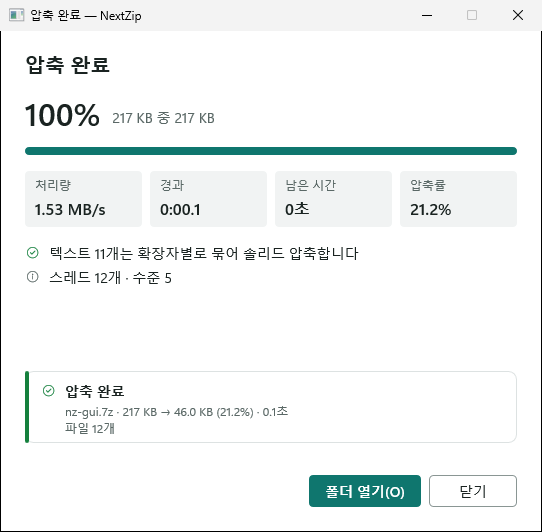 압축 완료 — NextZip
압축 완료
100% 217 KB 중 217 KB
처리량 경과 남은 시간 압축률
1.53 MB/s 0:00.1 0초 21.2%
텍스트 11개는 확장자별로 묶어 솔리드 압축합니다
스레드 12개 · 수준 5
압축 완료
nz-gui.7z · 217 KB → 46.0 KB (21.2%) · 0.1초
파일 12개
폴더 열기(O) 닫기